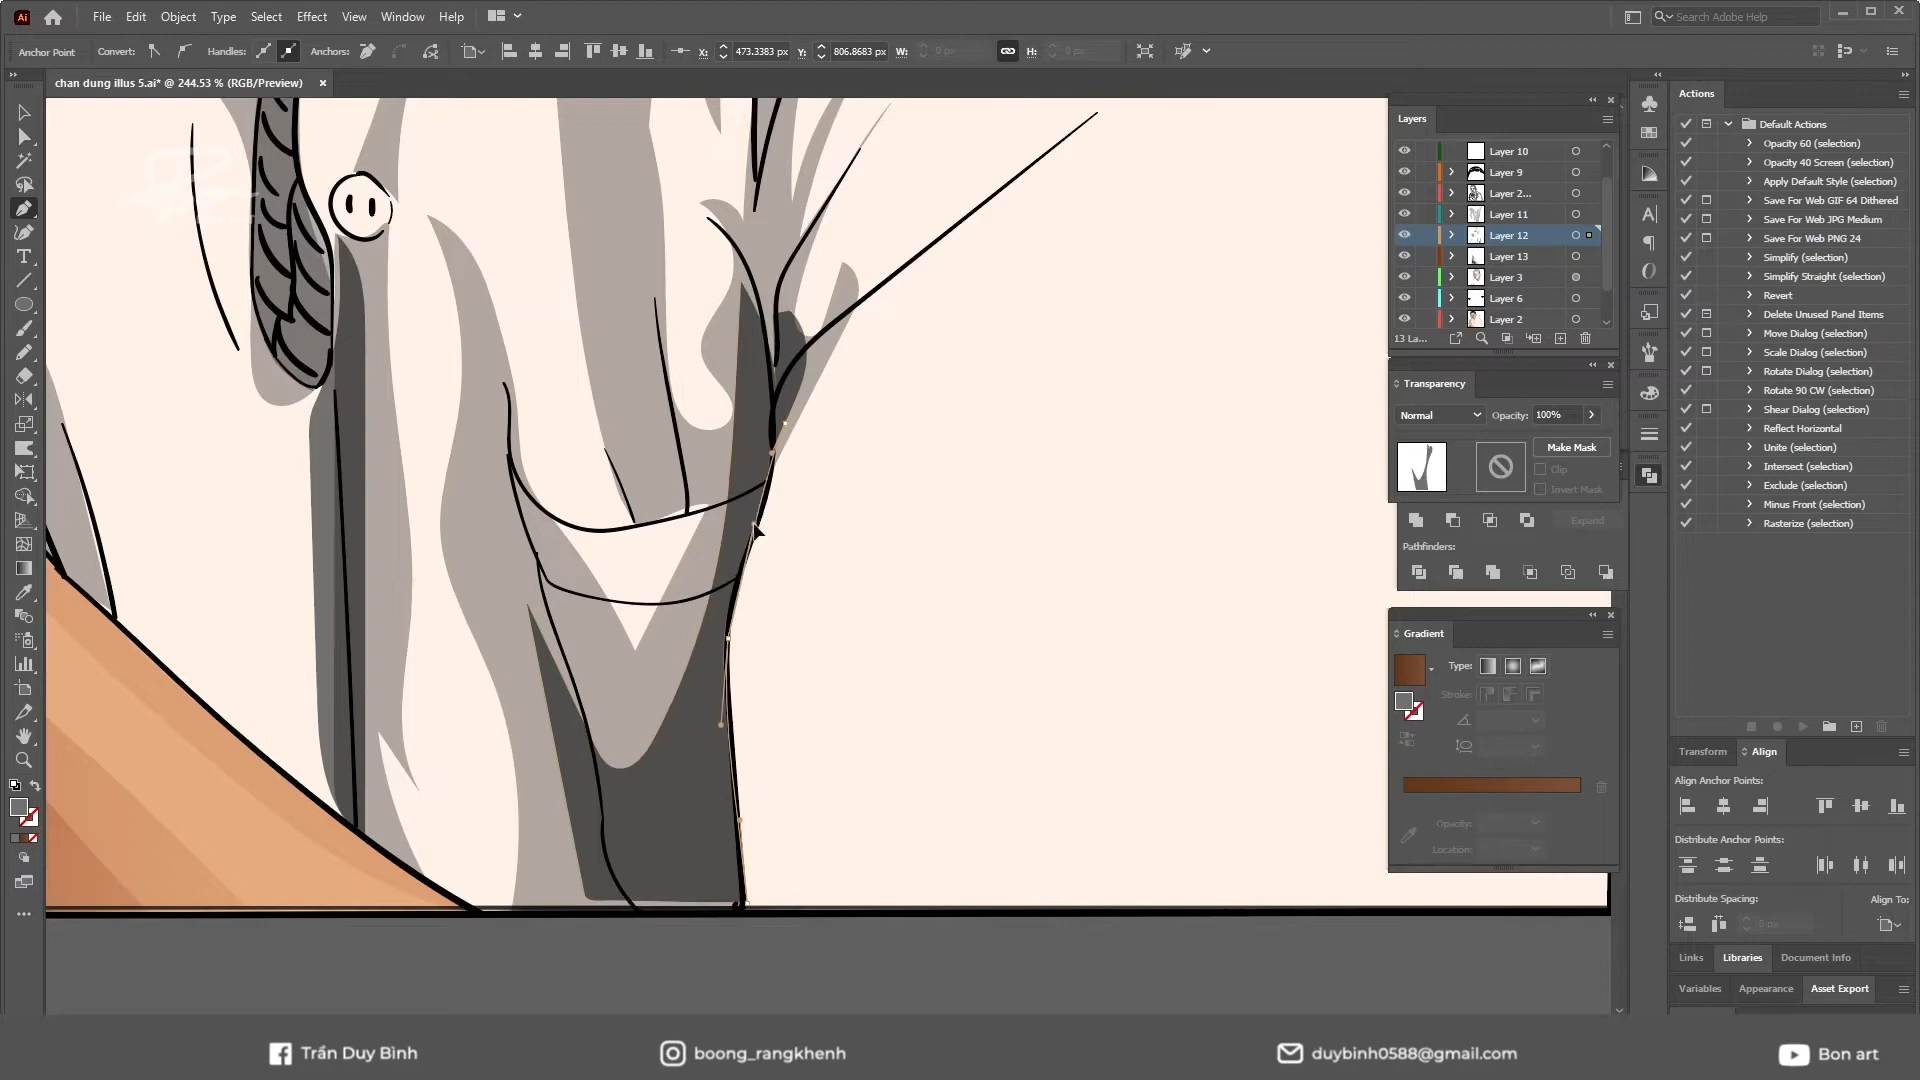 Ai File Edit Object Type Select Effect View Window Help Search Adobe Help
Anchor Point Convert: Handles: Anchors: X: 473.3383 px Y: 806.8683 px W: 0 px H: 0 px
chan dung illus 5.ai* @ 244.53 % (RGB/Preview)
Layers
Layer 10
Layer 9
Layer 2...
Layer 11
Layer 12
Layer 13
Layer 3
Layer 6
Layer 2
13 La...
Transparency
Normal Opacity: 100%
Make Mask
Clip
Invert Mask
Expand
Pathfinders:
Gradient
Type:
Stroke:
Opacity:
Location:
Actions
Default Actions
Opacity 60 (selection)
Opacity 40 Screen (selection)
Apply Default Style (selection)
Save For Web GIF 64 Dithered
Save For Web JPG Medium
Save For Web PNG 24
Simplify (selection)
Simplify Straight (selection)
Revert
Delete Unused Panel Items
Move Dialog (selection)
Scale Dialog (selection)
Rotate Dialog (selection)
Rotate 90 CW (selection)
Shear Dialog (selection)
Reflect Horizontal
Unite (selection)
Intersect (selection)
Exclude (selection)
Minus Front (selection)
Rasterize (selection)
Transform Align
Align Anchor Points:
Distribute Anchor Points:
Distribute Spacing: Align To:
0 px
Links Libraries Document Info
Variables Appearance Asset Export
Trần Duy Bình boong_rangkhenh duybinh0588@gmail.com Bon art